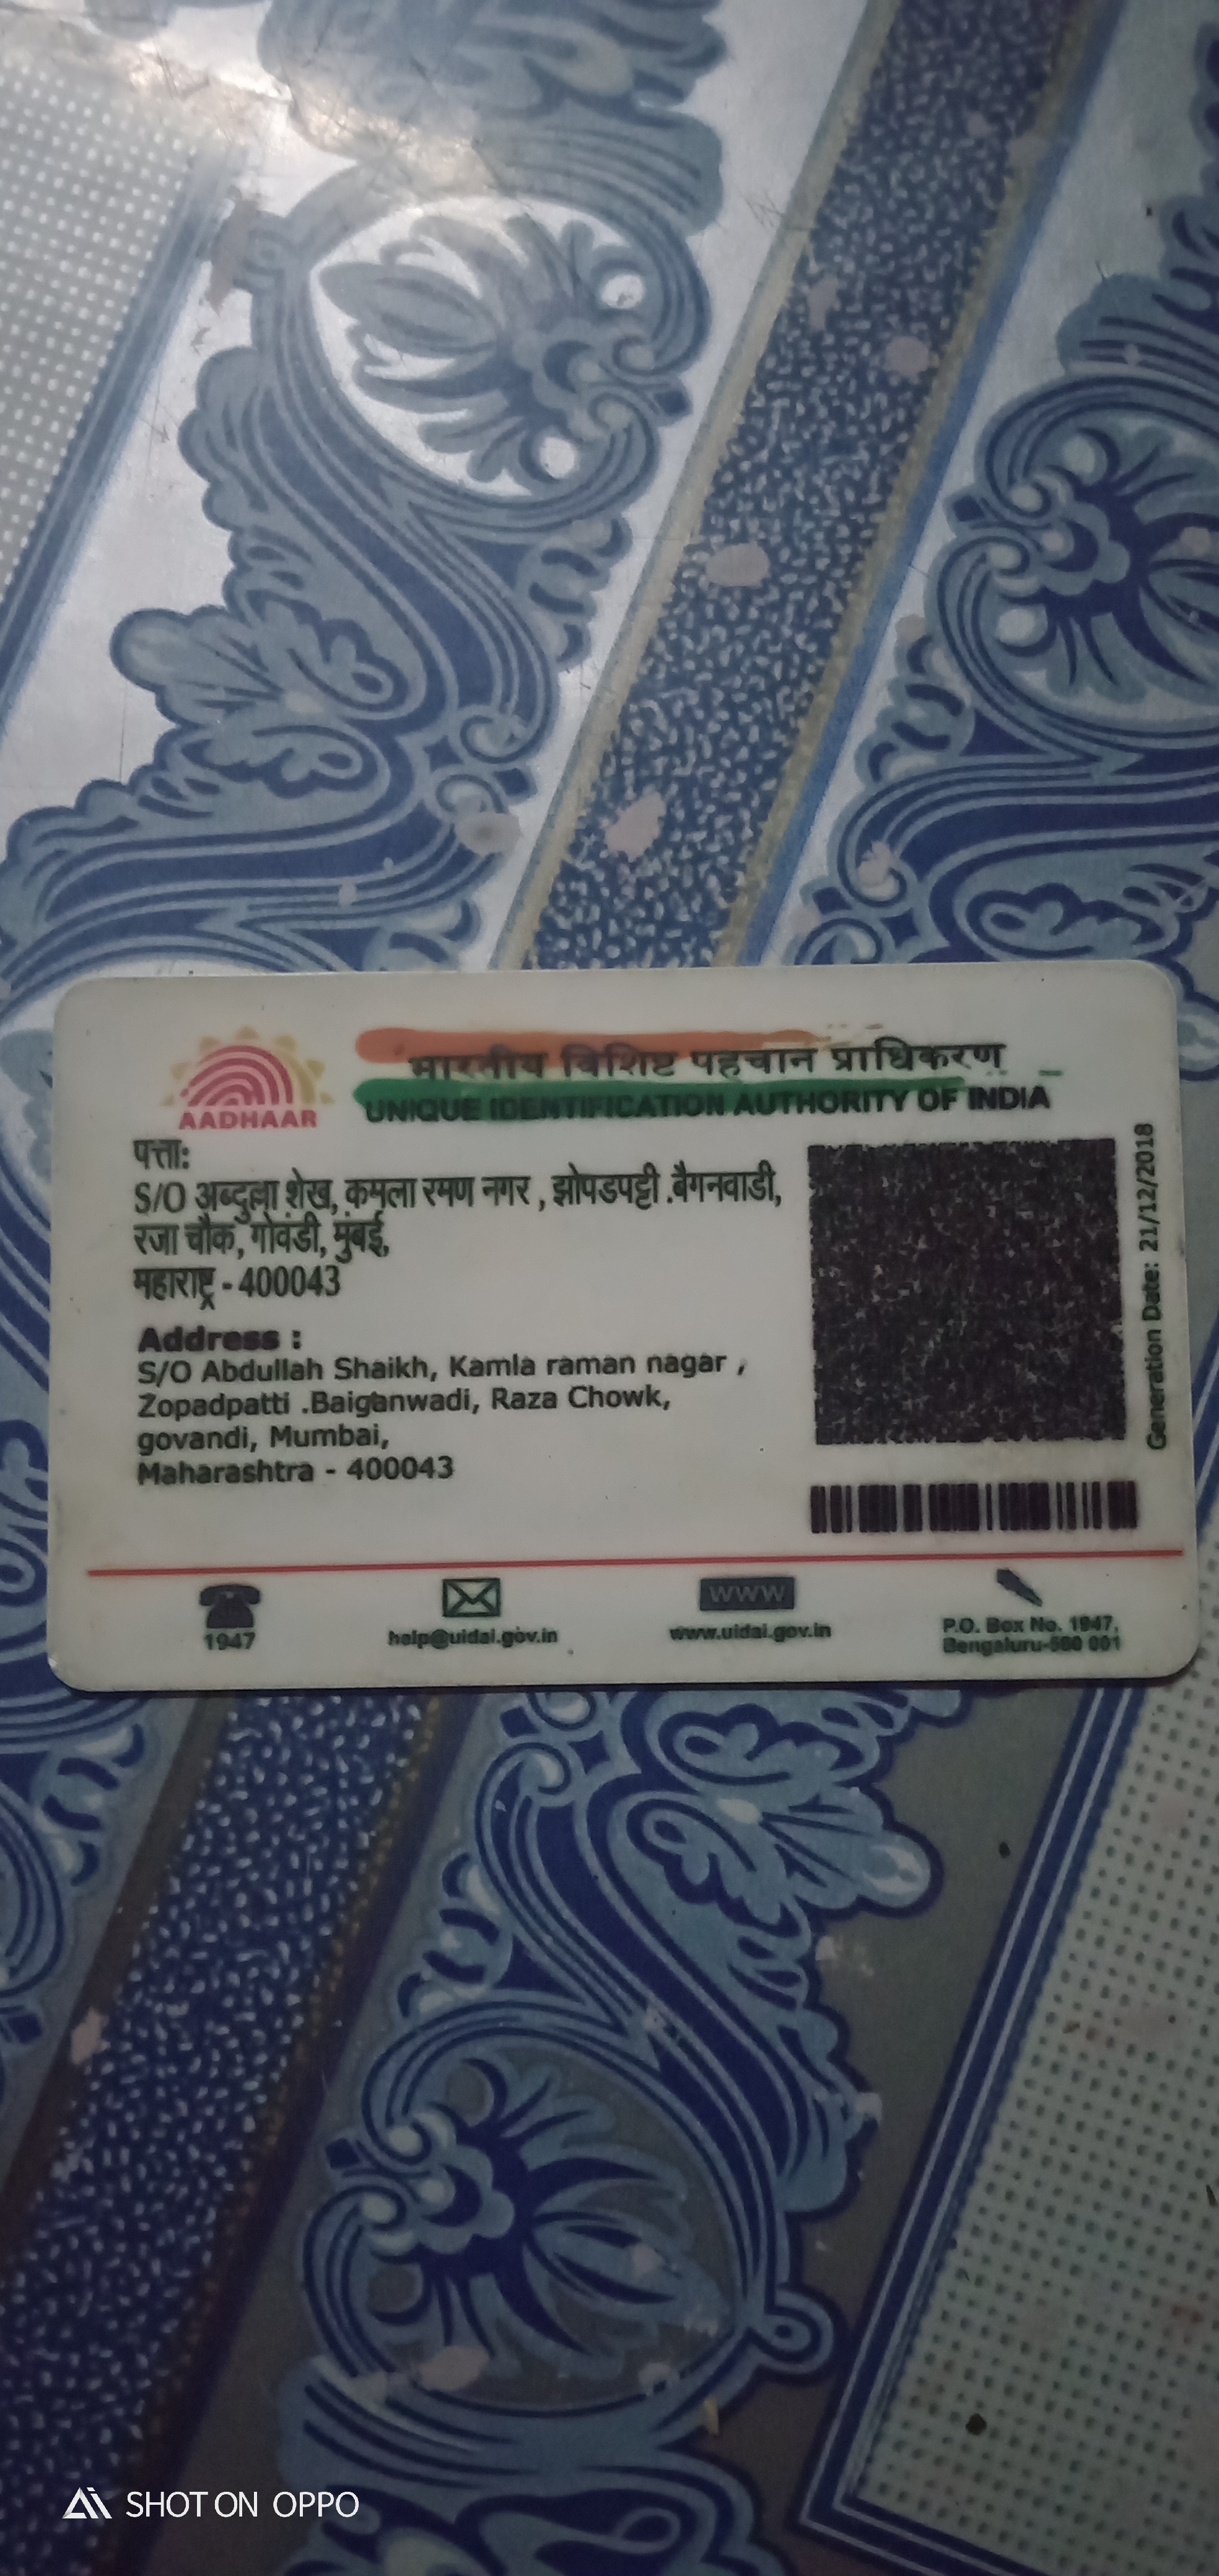 भारतीय विशिष्ट पहचान प्राधिकरण
AADHAAR
UNIQUE IDENTIFICATION AUTHORITY OF INDIA
पत्ता:
S/O अब्दुल्ला शेख, कमला रमण नगर , झोपडपट्टी .बैगनवाडी,
रजा चौक, गोवंडी, मुंबई,
महाराष्ट्र - 400043
Address :
S/O Abdullah Shaikh, Kamla raman nagar ,
Zopadpatti .Baiganwadi, Raza Chowk,
govandi, Mumbai,
Maharashtra - 400043
Generation Date: 21/12/2018
1947
help@uidai.gov.in
www
www.uidai.gov.in
P.O. Box No. 1947,
Bengaluru-560 001
SHOT ON OPPO